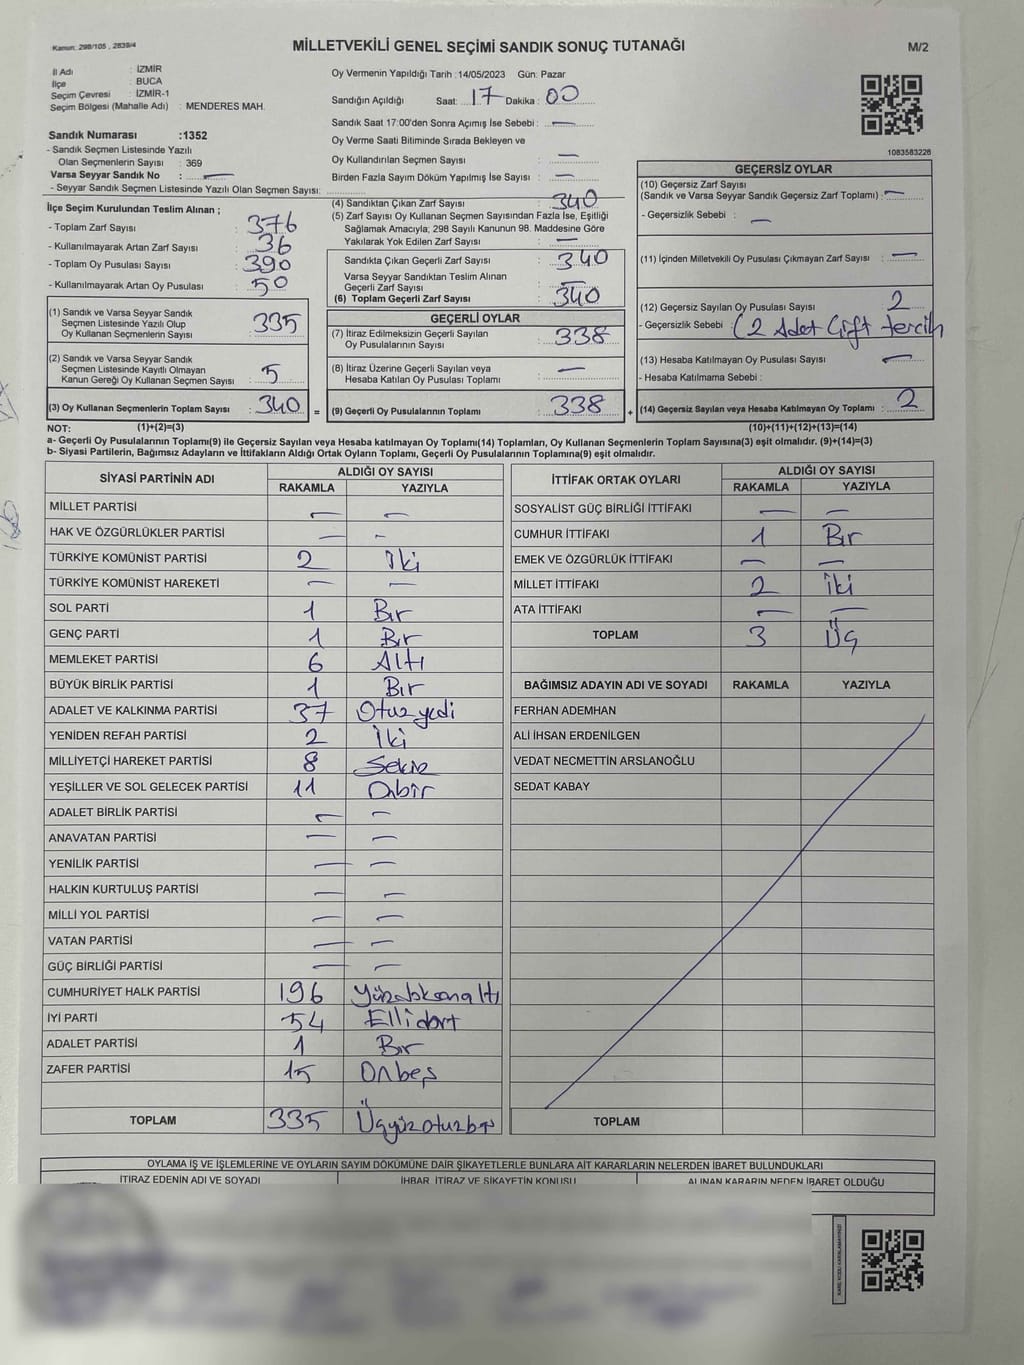 Kanun: 298/105 , 2839/4
MİLLETVEKİLİ GENEL SEÇİMİ SANDIK SONUÇ TUTANAĞI
M/2
İl Adı : İZMİR
İlçe : BUCA
Seçim Çevresi : İZMİR-1
Seçim Bölgesi (Mahalle Adı) : MENDERES MAH.
Sandık Numarası :1352
- Sandık Seçmen Listesinde Yazılı
Olan Seçmenlerin Sayısı : 369
Varsa Seyyar Sandık No : —
- Seyyar Sandık Seçmen Listesinde Yazılı Olan Seçmen Sayısı:
İlçe Seçim Kurulundan Teslim Alınan ;
- Toplam Zarf Sayısı : 376
- Kullanılmayarak Artan Zarf Sayısı : 36
- Toplam Oy Pusulası Sayısı : 390
- Kullanılmayarak Artan Oy Pusulası : 50
(1) Sandık ve Varsa Seyyar Sandık
Seçmen Listesinde Yazılı Olup
Oy Kullanan Seçmenlerin Sayısı : 335
(2) Sandık ve Varsa Seyyar Sandık
Seçmen Listesinde Kayıtlı Olmayan
Kanun Gereği Oy Kullanan Seçmen Sayısı : 5
(3) Oy Kullanan Seçmenlerin Toplam Sayısı : 340 =
Oy Vermenin Yapıldığı Tarih :14/05/2023 Gün: Pazar
Sandığın Açıldığı Saat: 17 Dakika : 00
Sandık Saat 17:00'den Sonra Açımış İse Sebebi : —
Oy Verme Saati Bitiminde Sırada Bekleyen ve
Oy Kullandırılan Seçmen Sayısı : —
Birden Fazla Sayım Döküm Yapılmış İse Sayısı : —
(4) Sandıktan Çıkan Zarf Sayısı : 340
(5) Zarf Sayısı Oy Kullanan Seçmen Sayısından Fazla İse, Eşitliği
Sağlamak Amacıyla; 298 Sayılı Kanunun 98. Maddesine Göre
Yakılarak Yok Edilen Zarf Sayısı : —
Sandıkta Çıkan Geçerli Zarf Sayısı : 340
Varsa Seyyar Sandıktan Teslim Alınan
Geçerli Zarf Sayısı : —
(6) Toplam Geçerli Zarf Sayısı : 340
GEÇERLİ OYLAR
(7) İtiraz Edilmeksizin Geçerli Sayılan
Oy Pusulalarının Sayısı : 338
(8) İtiraz Üzerine Geçerli Sayılan veya
Hesaba Katılan Oy Pusulası Toplamı : —
(9) Geçerli Oy Pusulalarının Toplamı : 338 +
1083583226
GEÇERSİZ OYLAR
(10) Geçersiz Zarf Sayısı
(Sandık ve Varsa Seyyar Sandık Geçersiz Zarf Toplamı) : —
- Geçersizlik Sebebi : —
(11) İçinden Milletvekili Oy Pusulası Çıkmayan Zarf Sayısı : —
(12) Geçersiz Sayılan Oy Pusulası Sayısı : 2
- Geçersizlik Sebebi : (2 Adet Çift tercih
(13) Hesaba Katılmayan Oy Pusulası Sayısı : —
- Hesaba Katılmama Sebebi :
(14) Geçersiz Sayılan veya Hesaba Katılmayan Oy Toplamı : 2
NOT: (1)+(2)=(3) (10)+(11)+(12)+(13)=(14)
a- Geçerli Oy Pusulalarının Toplamı(9) ile Geçersiz Sayılan veya Hesaba katılmayan Oy Toplamı(14) Toplamları, Oy Kullanan Seçmenlerin Toplam Sayısına(3) eşit olmalıdır. (9)+(14)=(3)
b- Siyasi Partilerin, Bağımsız Adayların ve İttifakların Aldığı Ortak Oyların Toplamı, Geçerli Oy Pusulalarının Toplamına(9) eşit olmalıdır.
SİYASİ PARTİNİN ADI ALDIĞI OY SAYISI
RAKAMLA YAZIYLA
MİLLET PARTİSİ — —
HAK VE ÖZGÜRLÜKLER PARTİSİ — —
TÜRKİYE KOMÜNİST PARTİSİ 2 İki
TÜRKİYE KOMÜNİST HAREKETİ — —
SOL PARTİ 1 Bır
GENÇ PARTİ 1 Bır
MEMLEKET PARTİSİ 6 Altı
BÜYÜK BİRLİK PARTİSİ 1 Bır
ADALET VE KALKINMA PARTİSİ 37 Otuz yedi
YENİDEN REFAH PARTİSİ 2 İki
MİLLİYETÇİ HAREKET PARTİSİ 8 Sekiz
YEŞİLLER VE SOL GELECEK PARTİSİ 11 Onbir
ADALET BİRLİK PARTİSİ — —
ANAVATAN PARTİSİ — —
YENİLİK PARTİSİ — —
HALKIN KURTULUŞ PARTİSİ — —
MİLLİ YOL PARTİSİ — —
VATAN PARTİSİ — —
GÜÇ BİRLİĞİ PARTİSİ — —
CUMHURİYET HALK PARTİSİ 196 Yüzdoksanaltı
İYİ PARTİ 54 Ellidört
ADALET PARTİSİ 1 Bır
ZAFER PARTİSİ 15 Onbeş
TOPLAM 335 Üçyüzotuzbeş
İTTİFAK ORTAK OYLARI ALDIĞI OY SAYISI
RAKAMLA YAZIYLA
SOSYALİST GÜÇ BİRLİĞİ İTTİFAKI — —
CUMHUR İTTİFAKI 1 Bır
EMEK VE ÖZGÜRLÜK İTTİFAKI — —
MİLLET İTTİFAKI 2 İki
ATA İTTİFAKI — —
TOPLAM 3 Üç
BAĞIMSIZ ADAYIN ADI VE SOYADI RAKAMLA YAZIYLA
FERHAN ADEMHAN
ALİ İHSAN ERDENİLGEN
VEDAT NECMETTİN ARSLANOĞLU
SEDAT KABAY
TOPLAM
OYLAMA İŞ VE İŞLEMLERİNE VE OYLARIN SAYIM DÖKÜMÜNE DAİR ŞİKAYETLERLE BUNLARA AİT KARARLARIN NELERDEN İBARET BULUNDUKLARI
İTİRAZ EDENİN ADI VE SOYADI İHBAR, İTİRAZ VE ŞİKAYETİN KONUSU ALINAN KARARIN NEDEN İBARET OLDUĞU